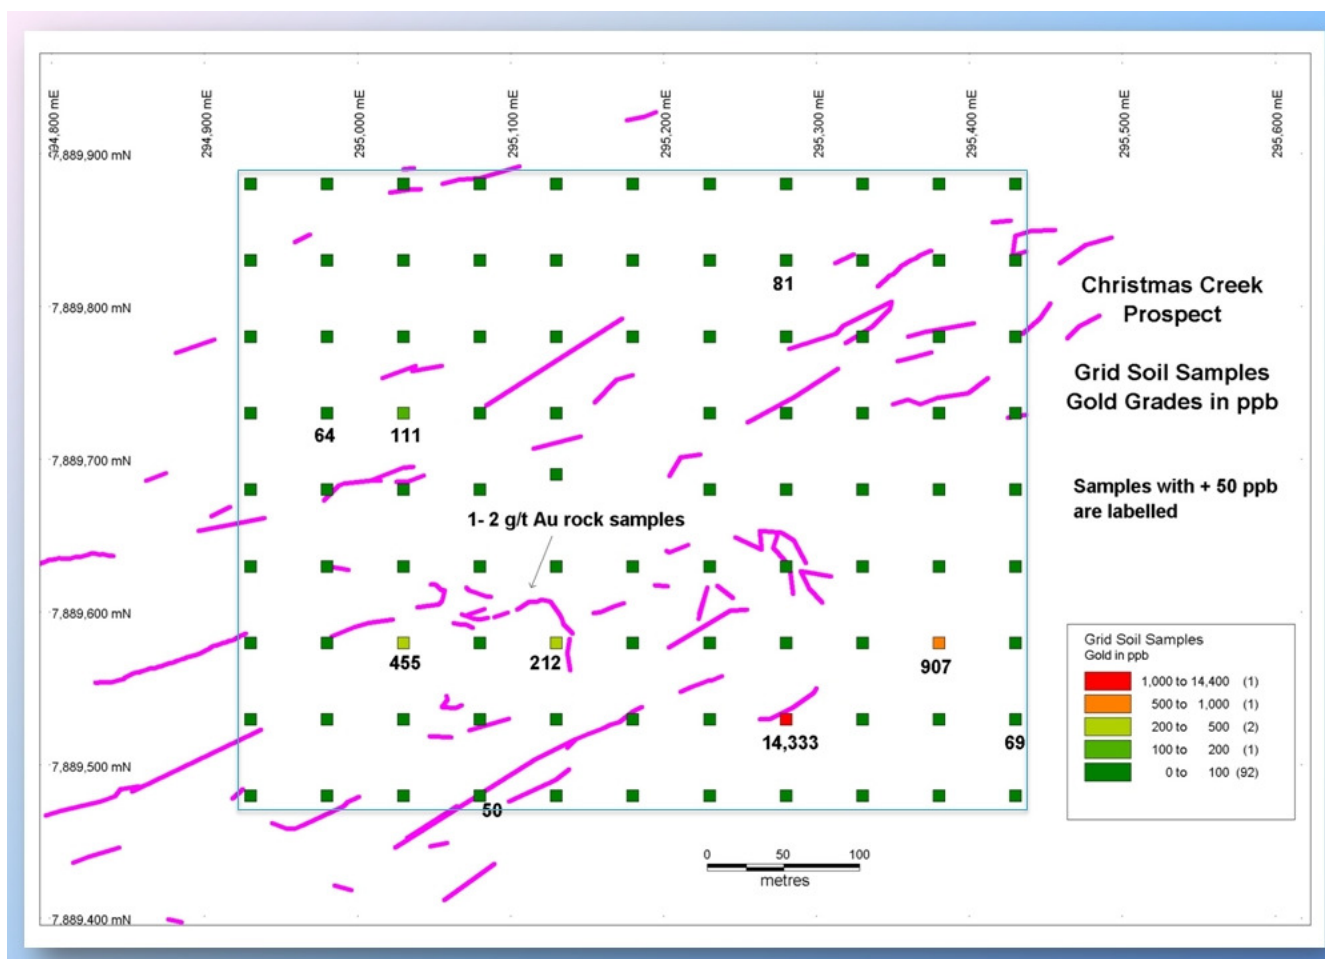 294,800 mE
294,900 mE
295,000 mE
295,100 mE
295,200 mE
295,300 mE
295,400 mE
295,500 mE
295,600 mE
7,889,900 mN
7,889,800 mN
7,889,700 mN
7,889,600 mN
7,889,500 mN
7,889,400 mN
81
64
111
1- 2 g/t Au rock samples
455
212
907
14,333
69
50
Christmas Creek
Prospect
Grid Soil Samples
Gold Grades in ppb
Samples with + 50 ppb
are labelled
Grid Soil Samples
Gold in ppb
1,000 to 14,400 (1)
500 to 1,000 (1)
200 to 500 (2)
100 to 200 (1)
0 to 100 (92)
0 50 100
metres